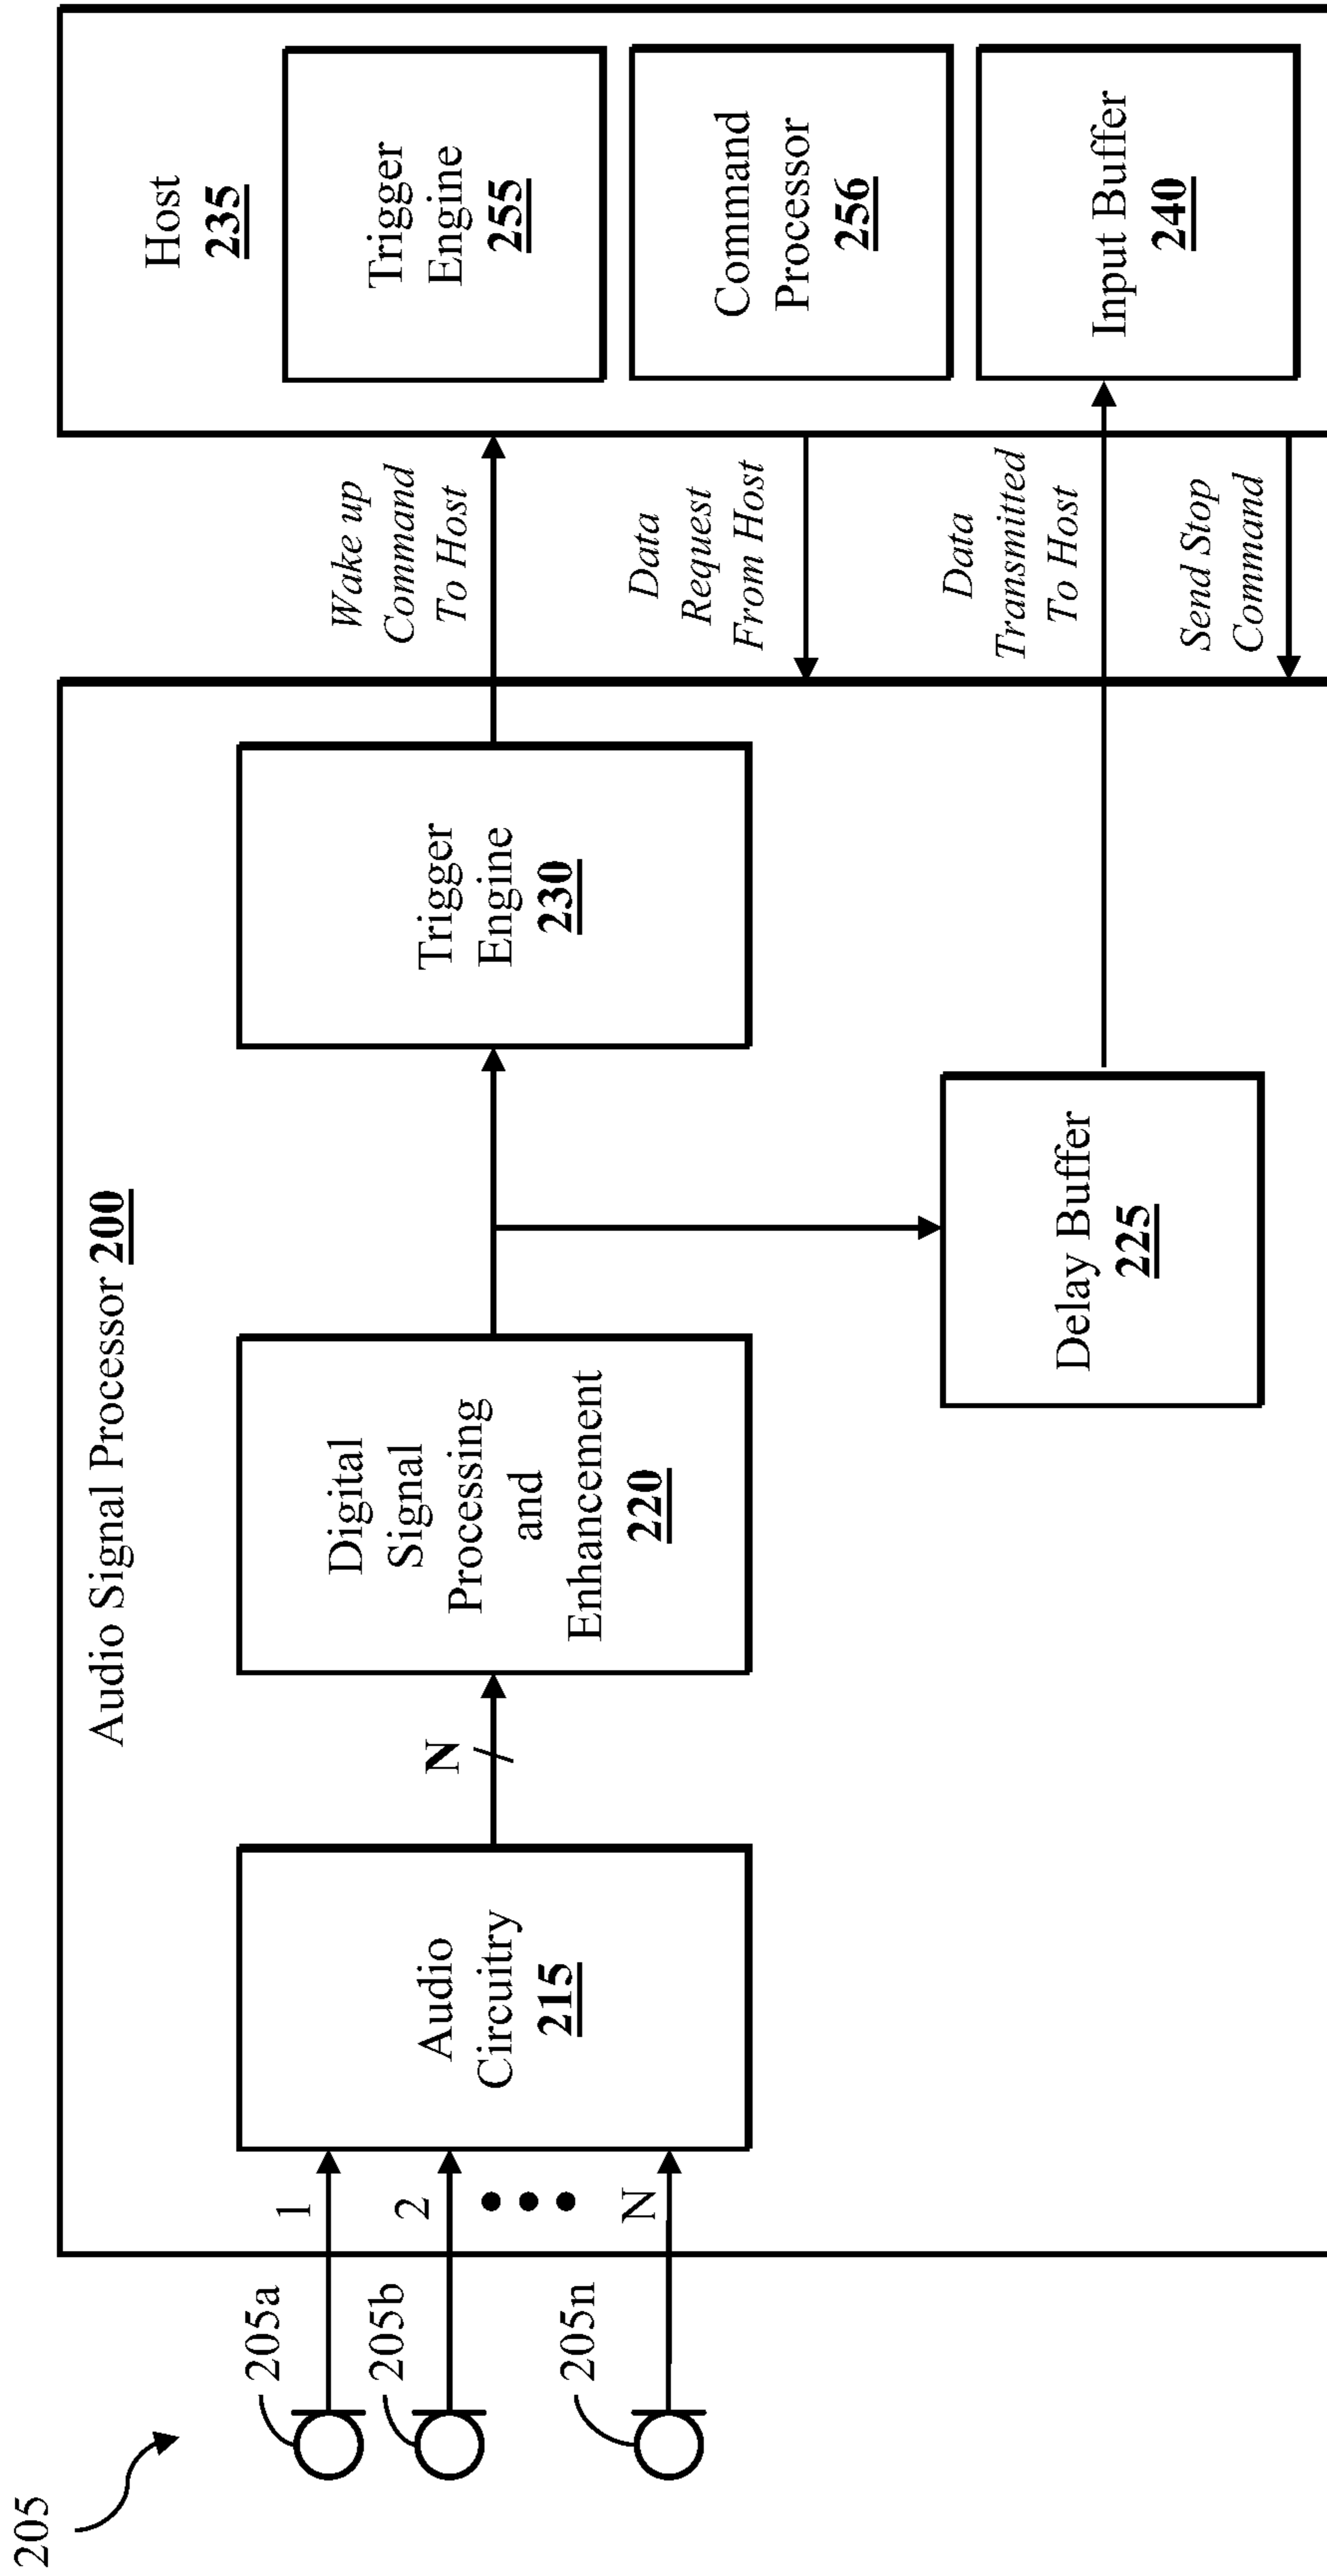 205
205a
205b
205n
1
2
N
Audio Signal Processor 200
Audio
Circuitry
215
N
Digital
Signal
Processing
and
Enhancement
220
Delay Buffer
225
Trigger
Engine
230
Wake up
Command
To Host
Data
Request
From Host
Data
Transmitted
To Host
Send Stop
Command
Host
235
Trigger
Engine
255
Command
Processor
256
Input Buffer
240